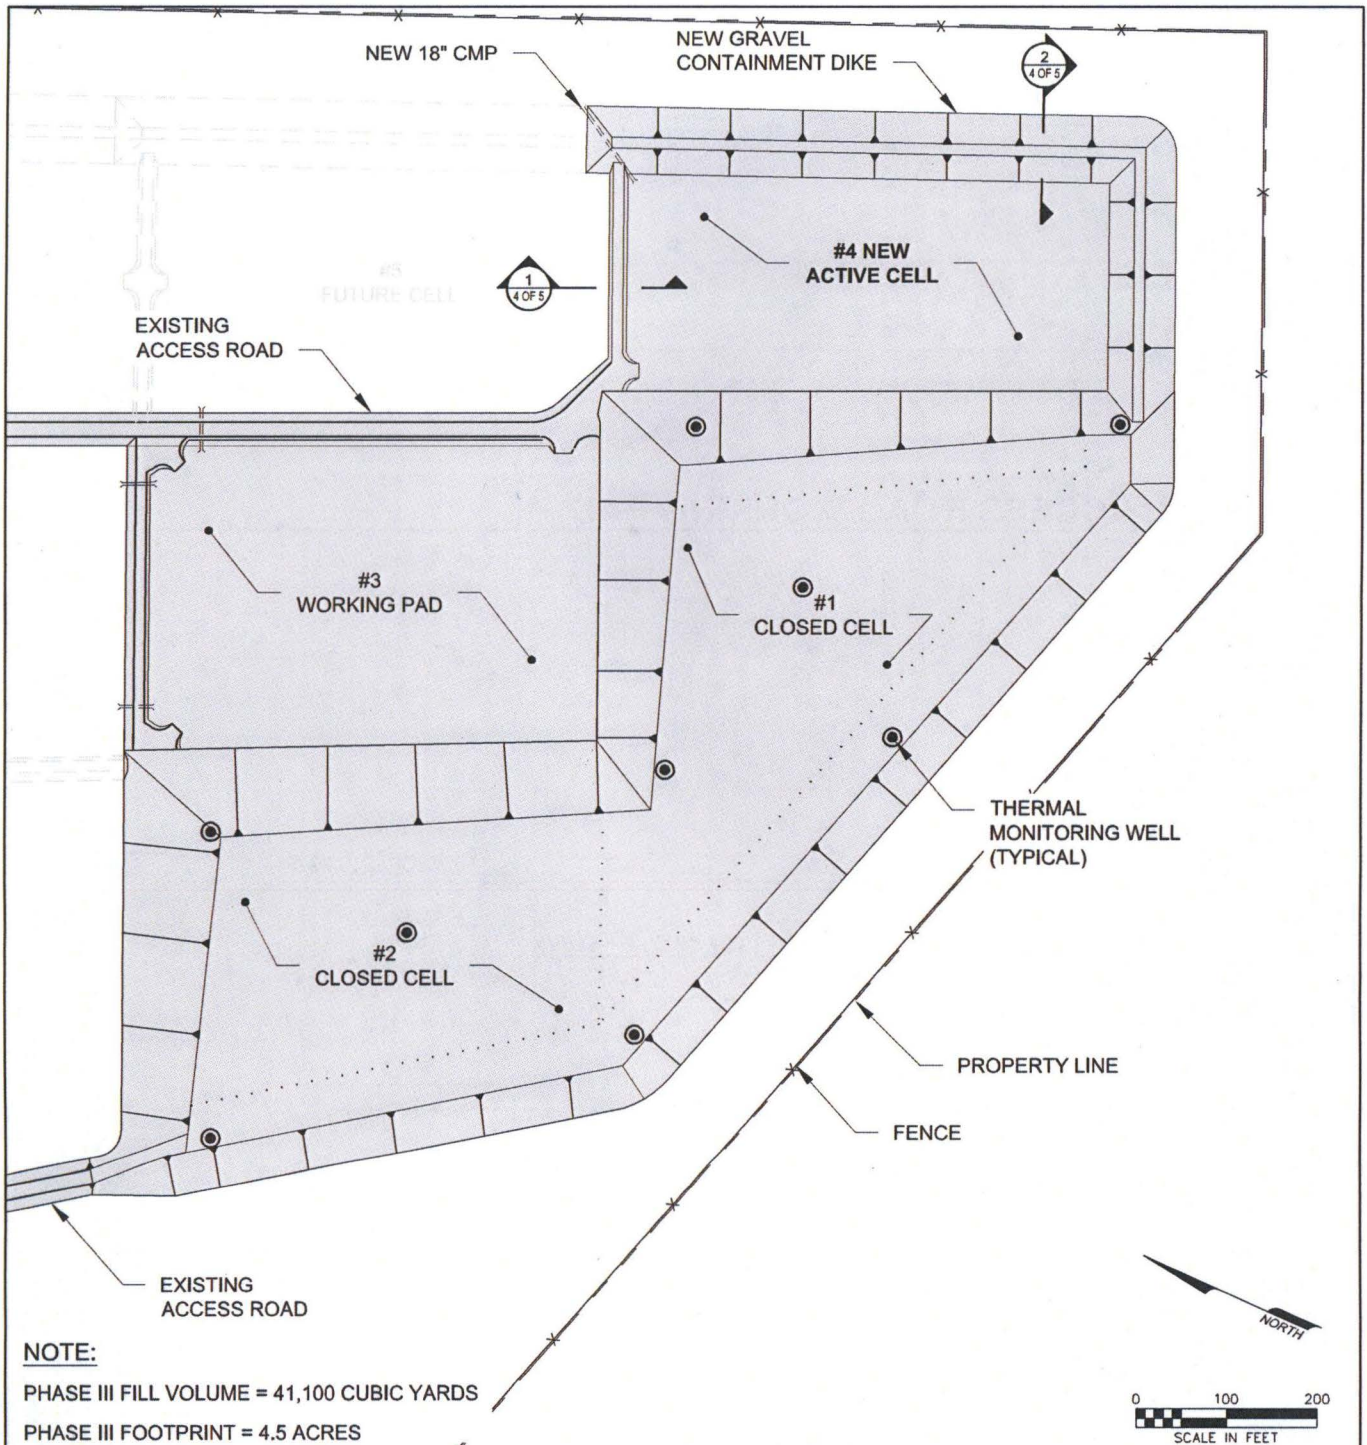 NEW 18" CMP
NEW GRAVEL
CONTAINMENT DIKE
2
4 OF 5
#4 NEW
ACTIVE CELL
1
4 OF 5
#5
FUTURE CELL
EXISTING
ACCESS ROAD
#3
WORKING PAD
#1
CLOSED CELL
THERMAL
MONITORING WELL
(TYPICAL)
#2
CLOSED CELL
PROPERTY LINE
FENCE
EXISTING
ACCESS ROAD
NORTH
NOTE:
PHASE III FILL VOLUME = 41,100 CUBIC YARDS
PHASE III FOOTPRINT = 4.5 ACRES
0 100 200
SCALE IN FEET